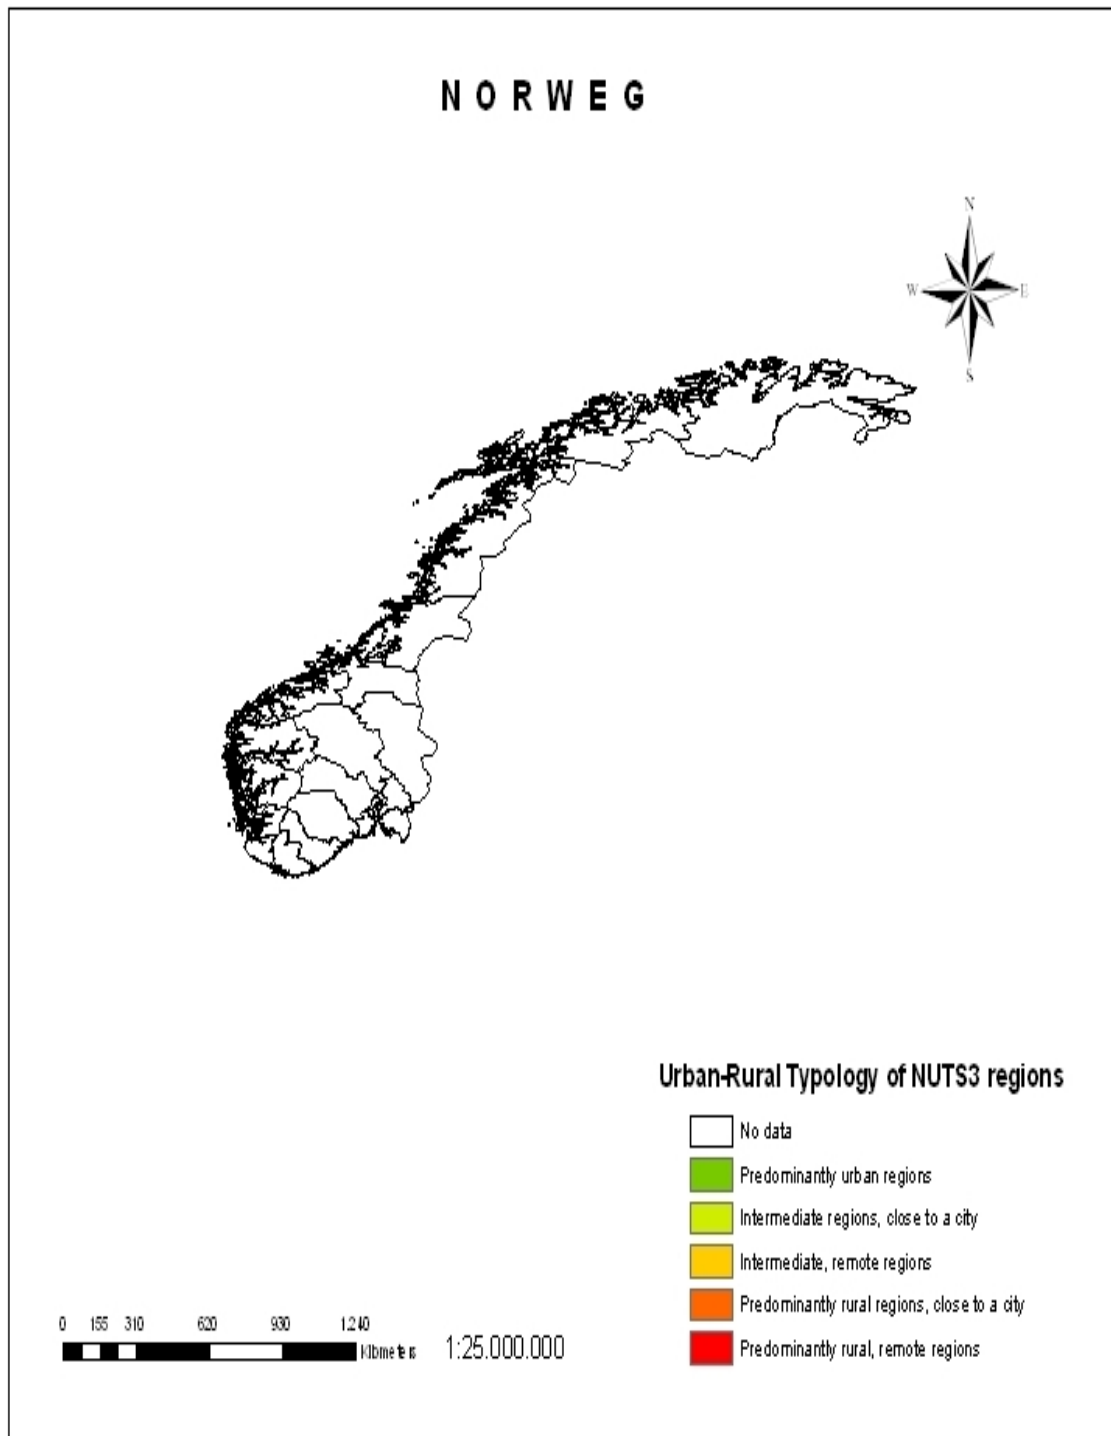 N O R W E G
N
W E
S
Urban-Rural Typology of NUTS3 regions
No data
Predominantly urban regions
Intermediate regions, close to a city
Intermediate, remote regions
Predominantly rural regions, close to a city
Predominantly rural, remote regions
0 155 310 620 930 1.240
Kilometers
1:25.000.000